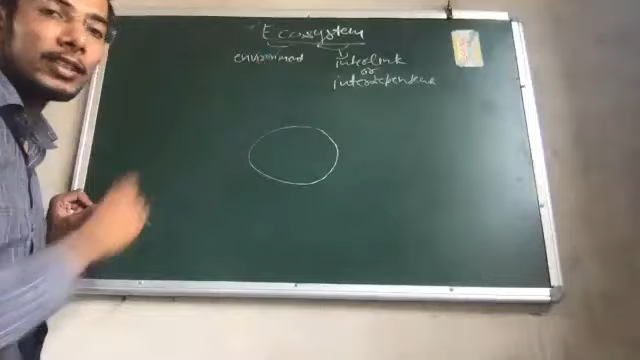 Ecosystem
environment interlink
or
interdependence